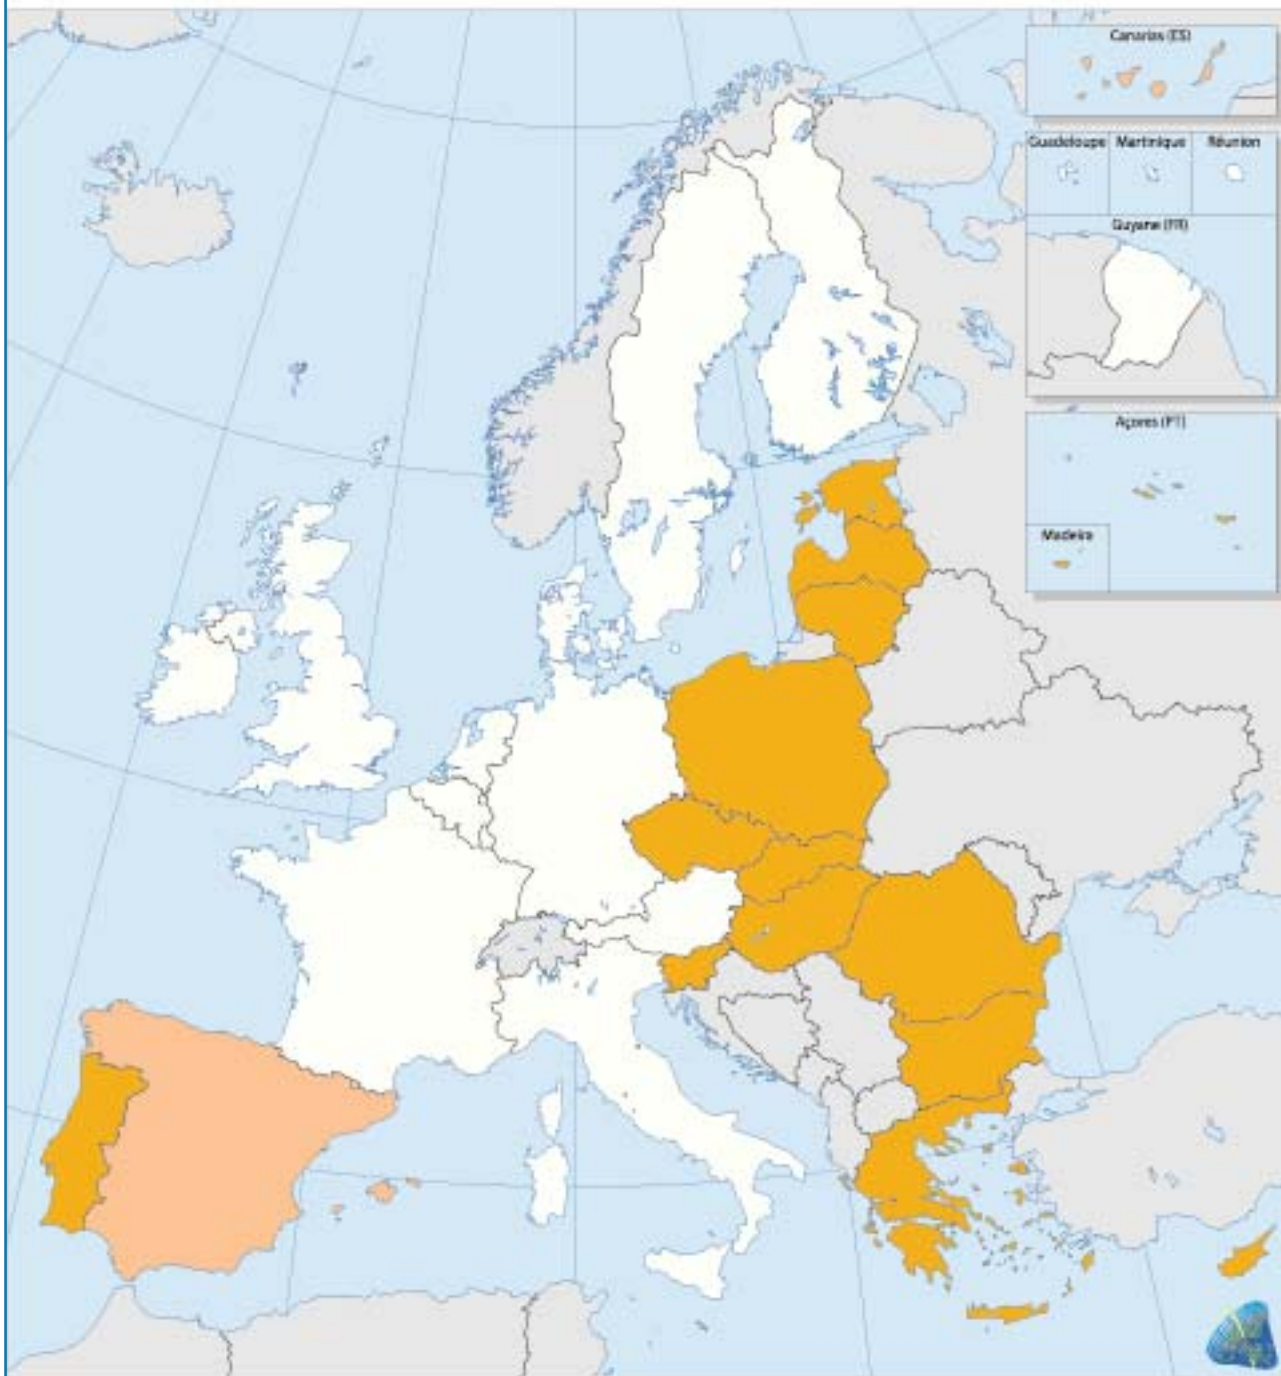 Canarias (ES)
Guadeloupe Martinique Réunion
Guyane (FR)
Açores (PT)
Madeira